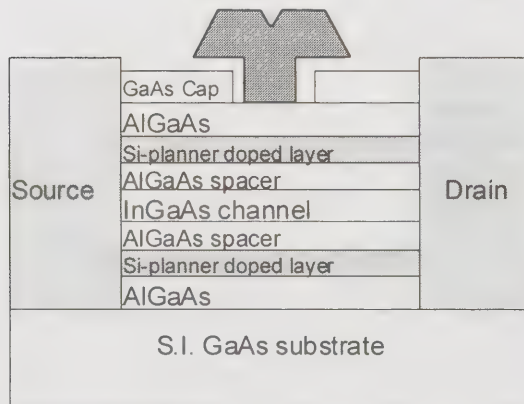 GaAs Cap
AlGaAs
Si-planner doped layer
AlGaAs spacer
Source
InGaAs channel
Drain
AlGaAs spacer
Si-planner doped layer
AlGaAs
S.I. GaAs substrate